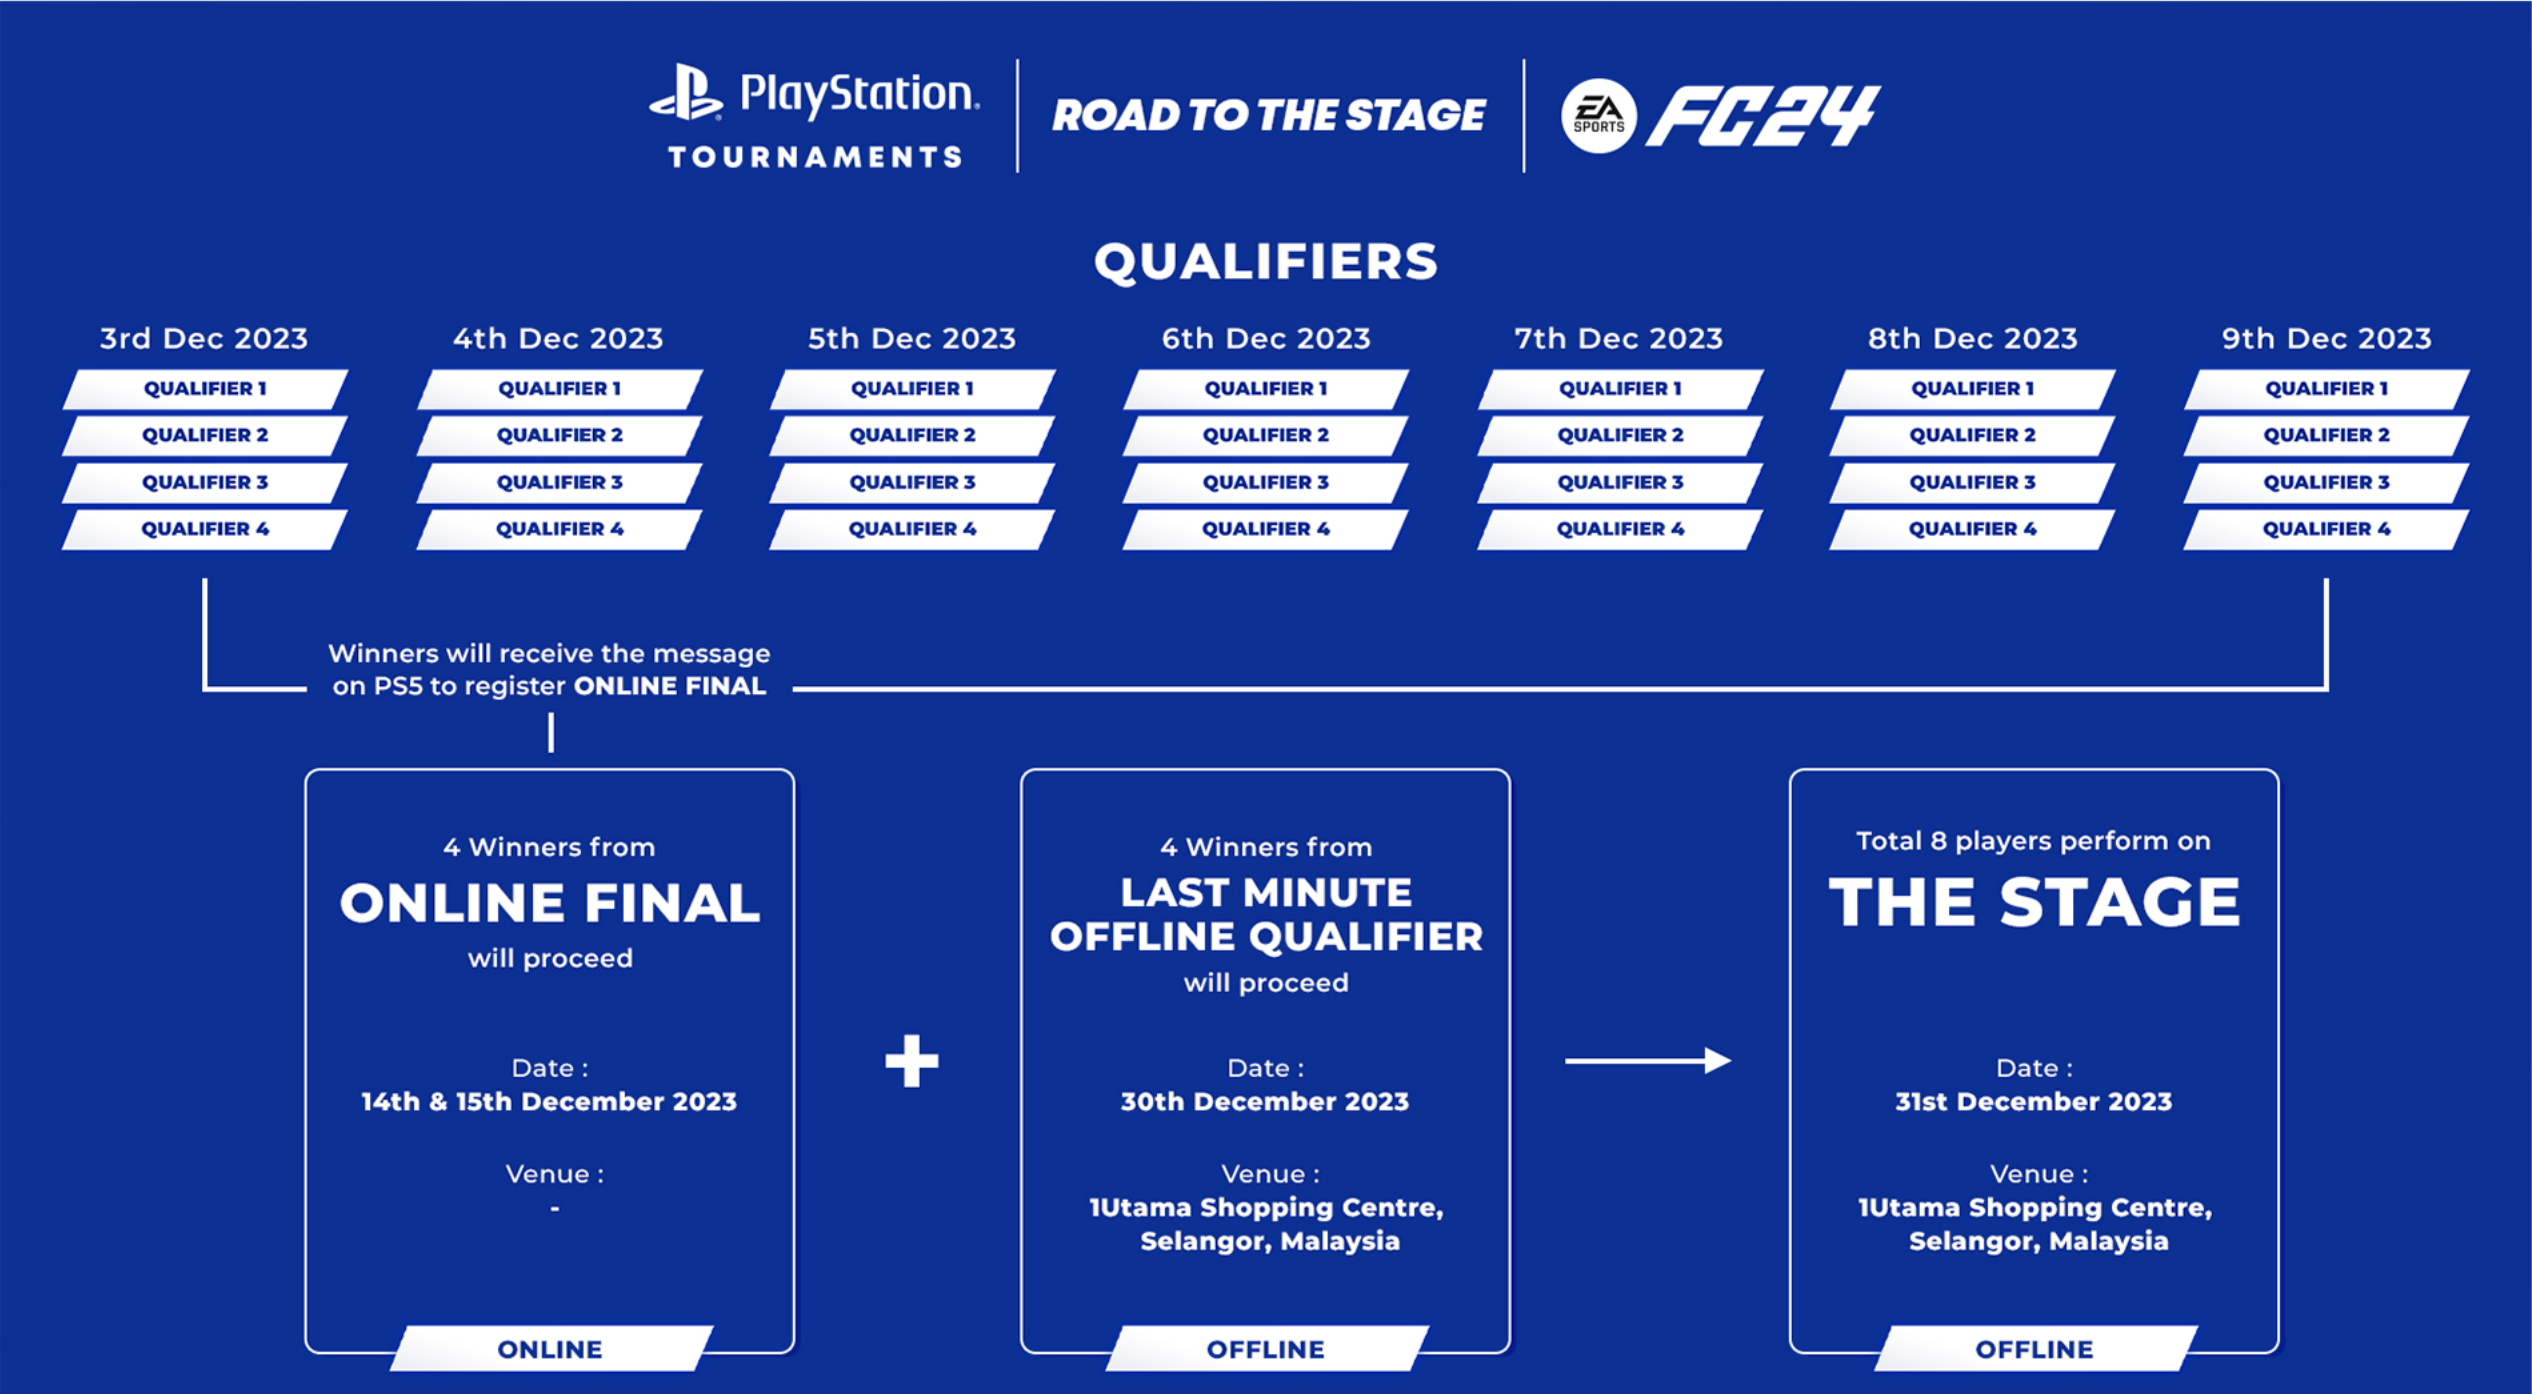 PlayStation.
TOURNAMENTS
ROAD TO THE STAGE
EA
SPORTS
FC24
QUALIFIERS
3rd Dec 2023
QUALIFIER 1
QUALIFIER 2
QUALIFIER 3
QUALIFIER 4
4th Dec 2023
QUALIFIER 1
QUALIFIER 2
QUALIFIER 3
QUALIFIER 4
5th Dec 2023
QUALIFIER 1
QUALIFIER 2
QUALIFIER 3
QUALIFIER 4
6th Dec 2023
QUALIFIER 1
QUALIFIER 2
QUALIFIER 3
QUALIFIER 4
7th Dec 2023
QUALIFIER 1
QUALIFIER 2
QUALIFIER 3
QUALIFIER 4
8th Dec 2023
QUALIFIER 1
QUALIFIER 2
QUALIFIER 3
QUALIFIER 4
9th Dec 2023
QUALIFIER 1
QUALIFIER 2
QUALIFIER 3
QUALIFIER 4
Winners will receive the message
on PS5 to register ONLINE FINAL
4 Winners from
ONLINE FINAL
will proceed
Date :
14th & 15th December 2023
Venue :
-
ONLINE
+
4 Winners from
LAST MINUTE
OFFLINE QUALIFIER
will proceed
Date :
30th December 2023
Venue :
1Utama Shopping Centre,
Selangor, Malaysia
OFFLINE
Total 8 players perform on
THE STAGE
Date :
31st December 2023
Venue :
1Utama Shopping Centre,
Selangor, Malaysia
OFFLINE